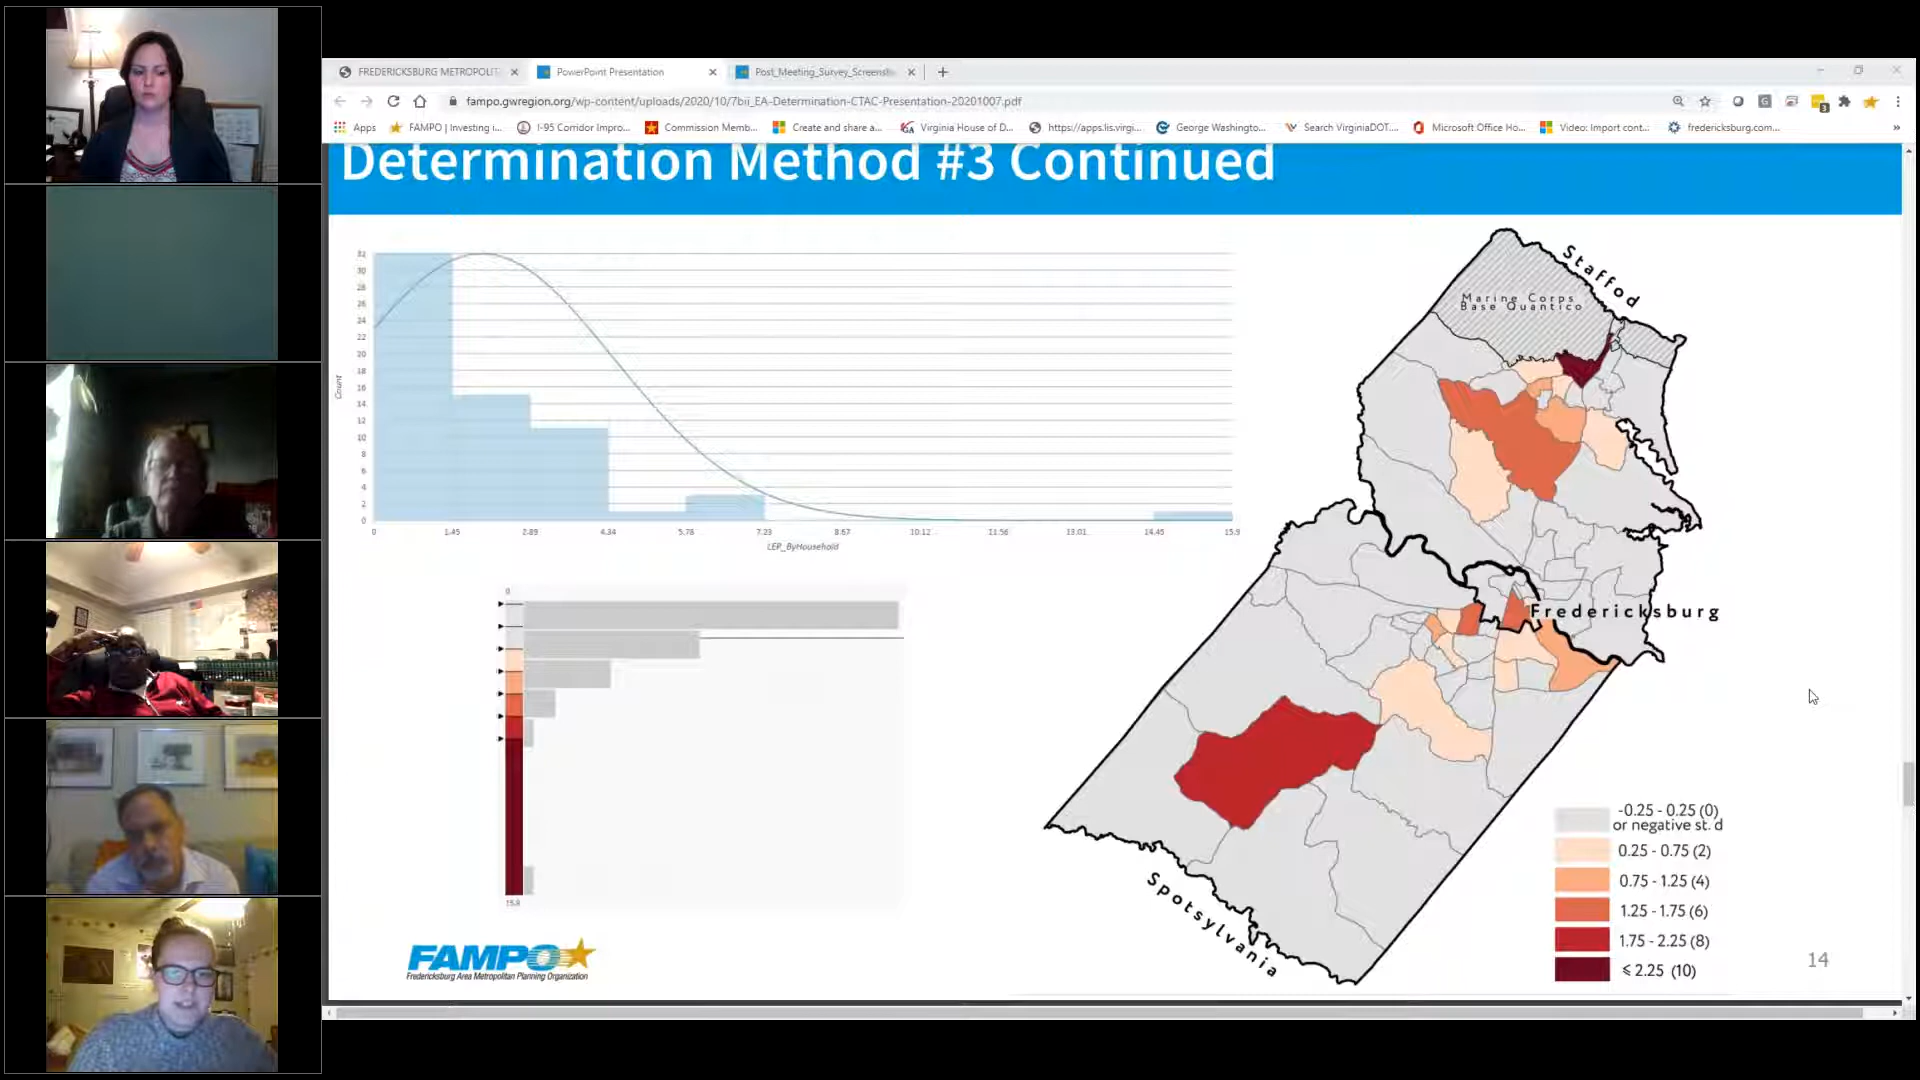 FREDERICKSBURG METROPOLIT
PowerPoint Presentation
Post_Meeting_Survey_Screensh
fampo.gwregion.org/wp-content/uploads/2020/10/7bii_EA-Determination-CTAC-Presentation-20201007.pdf
Apps
FAMPO | Investing i...
I-95 Corridor Impro...
Commission Memb...
Create and share a...
Virginia House of D...
https://apps.lis.virgi...
George Washingto...
Search VirginiaDOT....
Microsoft Office Ho...
Video: Import cont...
fredericksburg.com...
»
Determination Method #3 Continued
32
30
28
26
24
22
20
18
16
14
12
10
8
6
4
2
0
Count
0 1.45 2.89 4.34 5.78 7.23 8.67 10.12 11.56 13.01 14.45 15.9
LEP_ByHousehold
0
15.9
Staffod
Marine Corps
Base Quantico
Fredericksburg
Spotsylvania
-0.25 - 0.25 (0)
or negative st. d
0.25 - 0.75 (2)
0.75 - 1.25 (4)
1.25 - 1.75 (6)
1.75 - 2.25 (8)
≤ 2.25 (10)
FAMPO
Fredericksburg Area Metropolitan Planning Organization
14